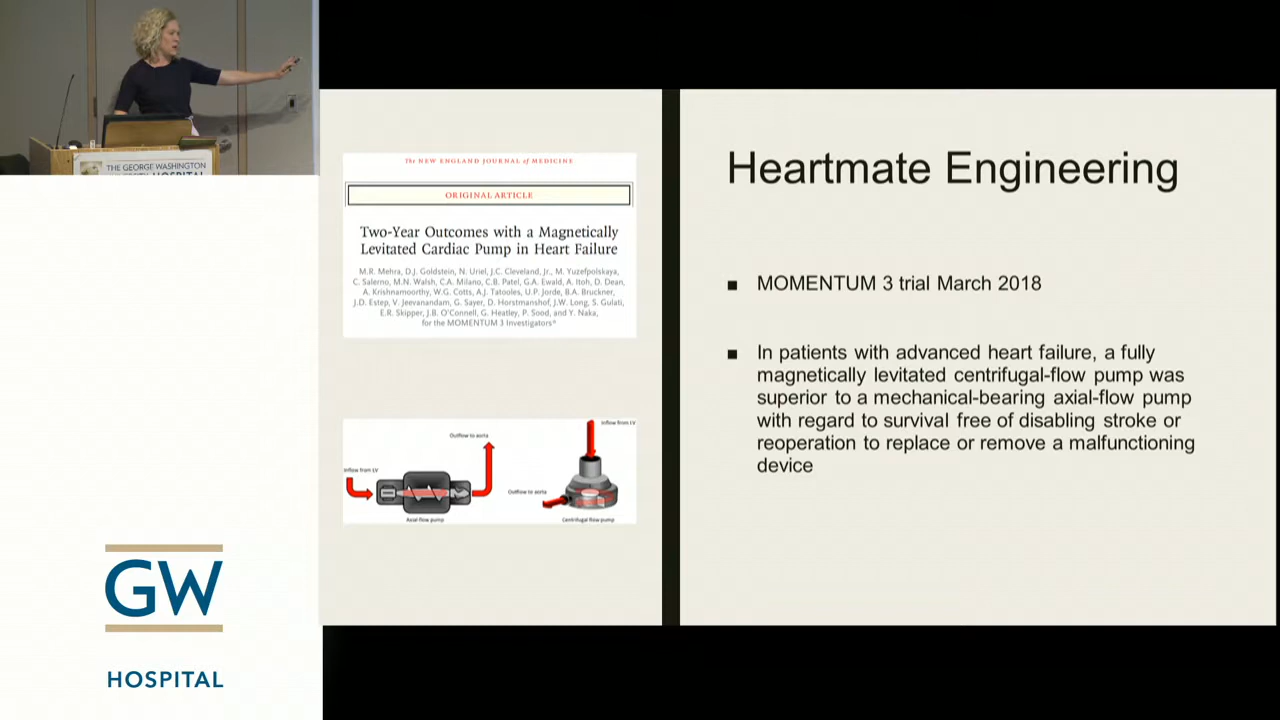 THE GEORGE WASHINGTON
UNIVERSITY HOSPITAL
The NEW ENGLAND JOURNAL of MEDICINE
ORIGINAL ARTICLE
Two-Year Outcomes with a Magnetically
Levitated Cardiac Pump in Heart Failure
M.R. Mehra, D.J. Goldstein, N. Uriel, J.C. Cleveland, Jr., M. Yuzefpolskaya,
C. Salerno, M.N. Walsh, C.A. Milano, C.B. Patel, G.A. Ewald, A. Itoh, D. Dean,
A. Krishnamoorthy, W.G. Cotts, A.J. Tatooles, U.P. Jorde, B.A. Bruckner,
J.D. Estep, V. Jeevanandam, G. Sayer, D. Horstmanshof, J.W. Long, S. Gulati,
E.R. Skipper, J.B. O'Connell, G. Heatley, P. Sood, and Y. Naka,
for the MOMENTUM 3 Investigators*
Outflow to aorta
Inflow from LV
Axial flow pump
Inflow from LV
Outflow to aorta
Centrifugal flow pump
Heartmate Engineering
■ MOMENTUM 3 trial March 2018
■ In patients with advanced heart failure, a fully
magnetically levitated centrifugal-flow pump was
superior to a mechanical-bearing axial-flow pump
with regard to survival free of disabling stroke or
reoperation to replace or remove a malfunctioning
device
GW
HOSPITAL